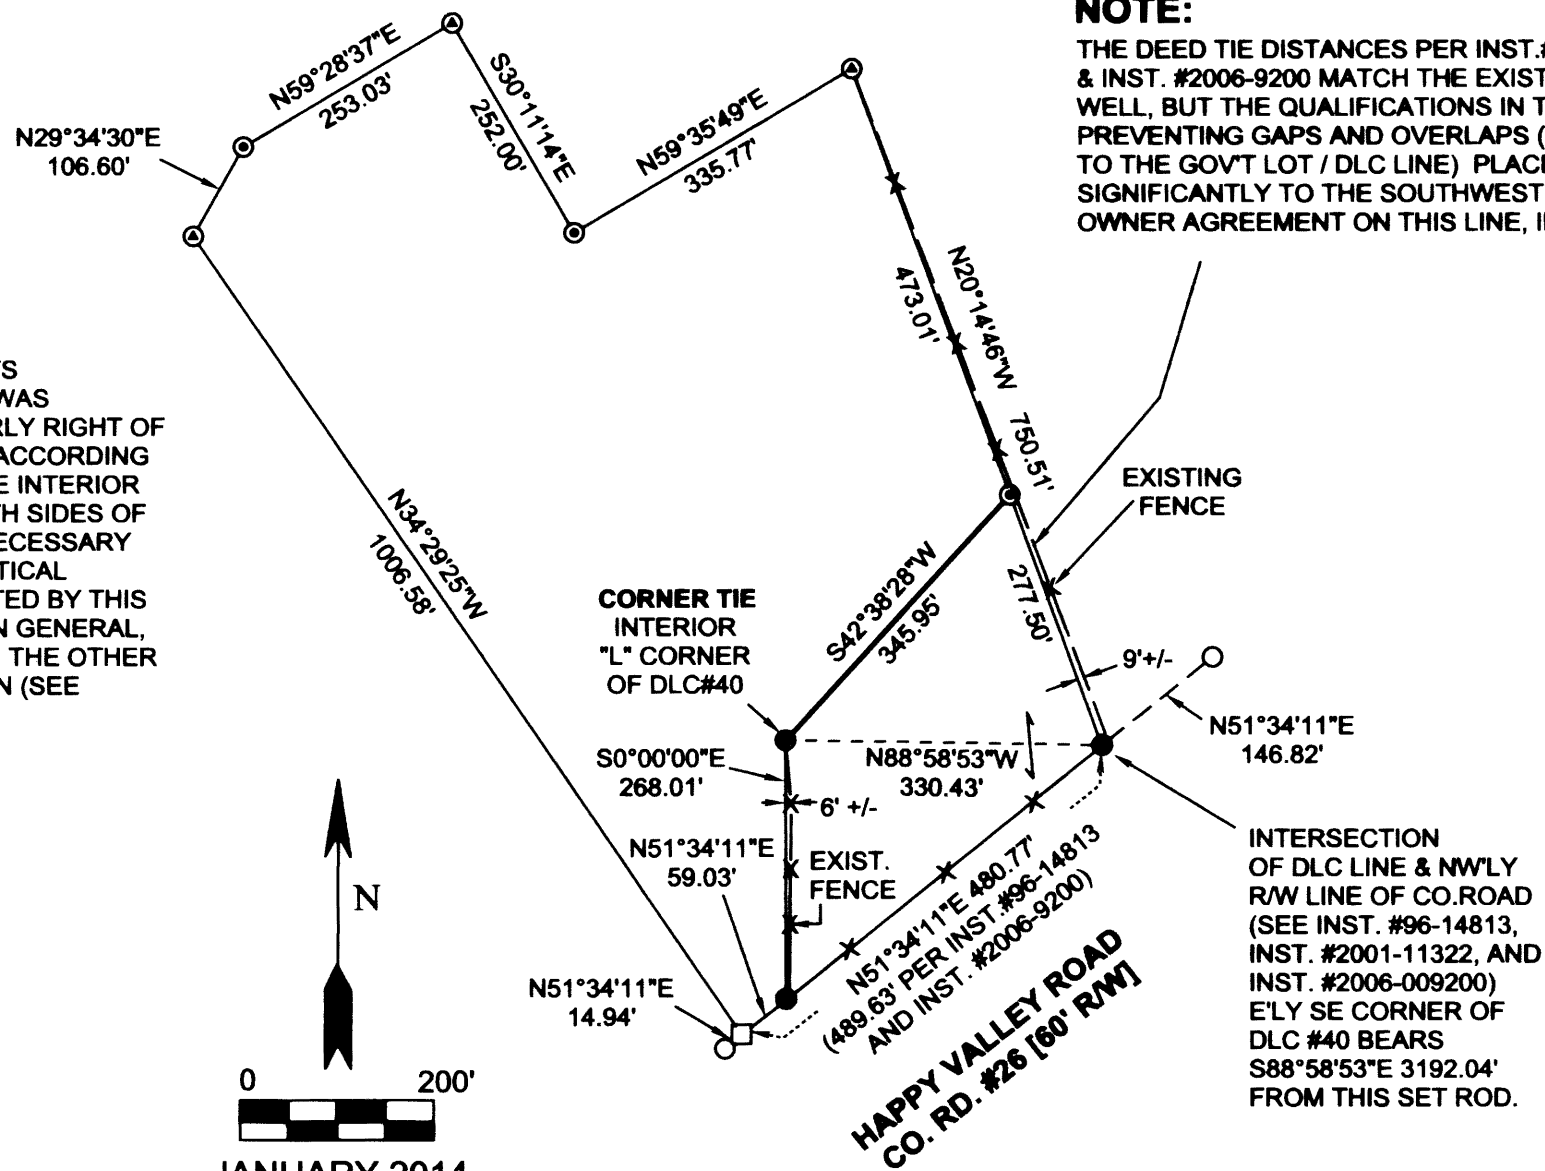 NOTE:
THE DEED TIE DISTANCES PER INST.#
& INST. #2006-9200 MATCH THE EXIST
WELL, BUT THE QUALIFICATIONS IN T
PREVENTING GAPS AND OVERLAPS (
TO THE GOV'T LOT / DLC LINE) PLAC
SIGNIFICANTLY TO THE SOUTHWEST
OWNER AGREEMENT ON THIS LINE, I
N59°28'37"E
253.03'
S30°11'14"E
252.00'
N59°35'49"E
335.77'
N29°34'30"E
106.60'
N20°14'46"W
750.51'
473.01'
WAS
RLY RIGHT OF
ACCORDING
E INTERIOR
TH SIDES OF
ECESSARY
TICAL
TED BY THIS
N GENERAL,
THE OTHER
N (SEE
N34°29'25"W
1006.58'
EXISTING
FENCE
S42°38'28"W
345.95'
277.50'
CORNER TIE
INTERIOR
"L" CORNER
OF DLC#40
9'+/-
N51°34'11"E
146.82'
S0°00'00"E
268.01'
N88°58'53"W
330.43'
6' +/-
N51°34'11"E
59.03'
EXIST.
FENCE
N51°34'11"E 480.77'
(489.63' PER INST.#96-14813
AND INST. #2006-9200)
N51°34'11"E
14.94'
HAPPY VALLEY ROAD
CO. RD. #26 [60' R/W]
INTERSECTION
OF DLC LINE & NW'LY
R/W LINE OF CO.ROAD
(SEE INST. #96-14813,
INST. #2001-11322, AND
INST. #2006-009200)
E'LY SE CORNER OF
DLC #40 BEARS
S88°58'53"E 3192.04'
FROM THIS SET ROD.
N
0 200'
JANUARY 2014